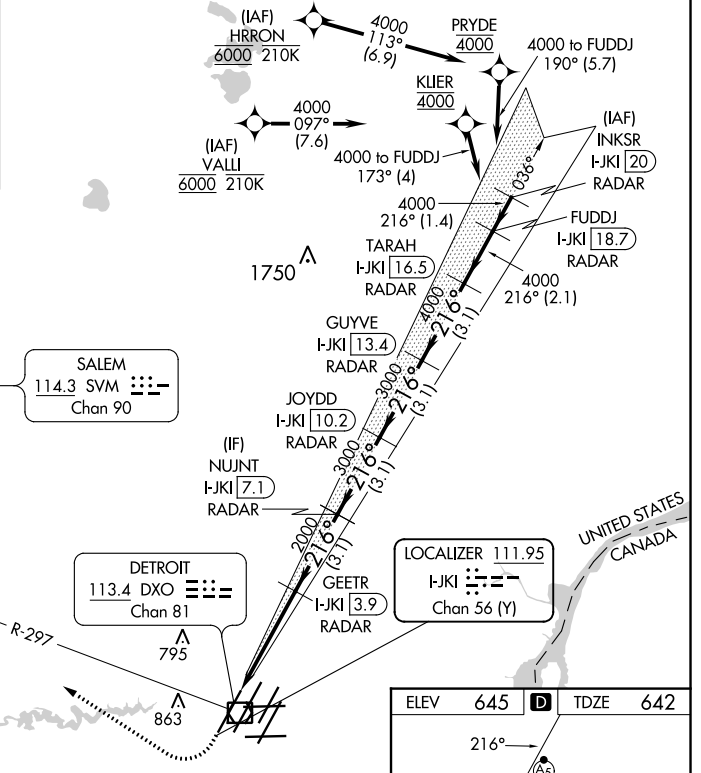 (IAF)
HRRON
6000 210K
4000
113°
(6.9)
PRYDE
4000
4000 to FUDDJ
190° (5.7)
KLIER
4000
(IAF)
VALLI
6000 210K
4000
097°
(7.6)
4000 to FUDDJ
173° (4)
(IAF)
INKSR
I-JKI 20
RADAR
036°
4000
216° (1.4)
FUDDJ
I-JKI 18.7
RADAR
TARAH
I-JKI 16.5
RADAR
4000
216° (2.1)
1750
4000
216°
(3.1)
GUYVE
I-JKI 13.4
RADAR
3000
216°
(3.1)
SALEM
114.3 SVM
Chan 90
JOYDD
I-JKI 10.2
RADAR
3000
216°
(3.1)
(IF)
NUJNT
I-JKI 7.1
RADAR
2000
216°
(3.1)
UNITED STATES
CANADA
DETROIT
113.4 DXO
Chan 81
GEETR
I-JKI 3.9
RADAR
LOCALIZER 111.95
I-JKI
Chan 56 (Y)
R-297
795
863
ELEV 645 D TDZE 642
216°
A5